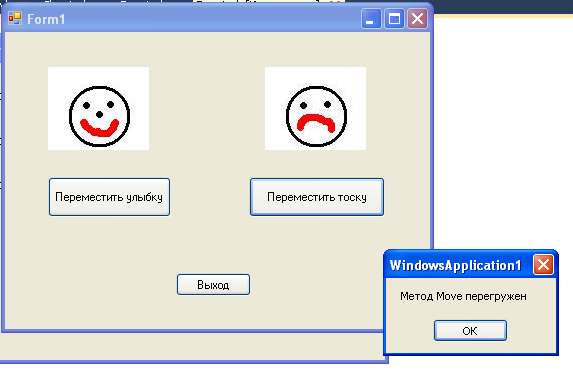 Form1
Переместить улыбку
Переместить тоску
Выход
WindowsApplication1
Метод Move перегружен
OK